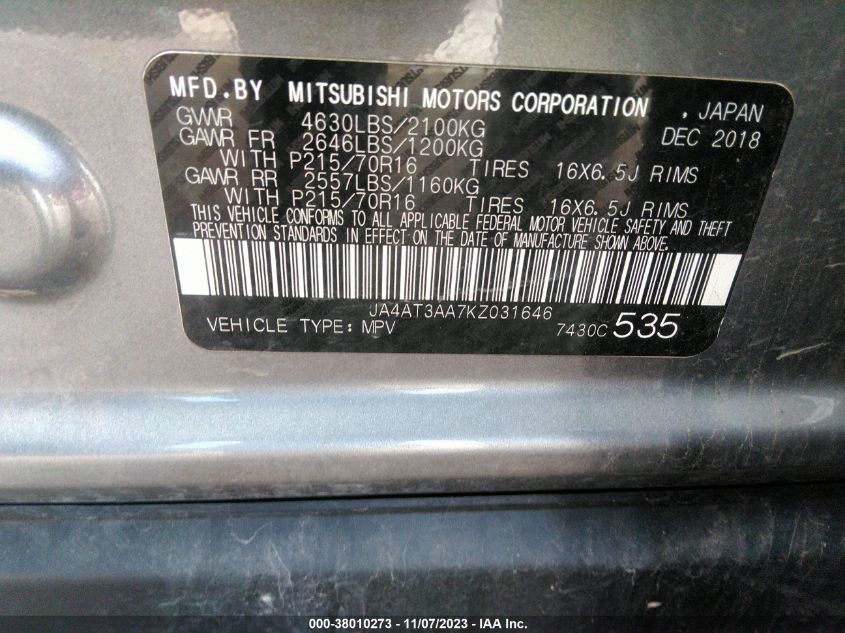 MFD.BY MITSUBISHI MOTORS CORPORATION , JAPAN
GVWR 4630LBS/2100KG DEC 2018
GAWR FR 2646LBS/1200KG
WITH P215/70R16 TIRES 16X6.5J RIMS
GAWR RR 2557LBS/1160KG
WITH P215/70R16 TIRES 16X6.5J RIMS
THIS VEHICLE CONFORMS TO ALL APPLICABLE FEDERAL MOTOR VEHICLE SAFETY AND THEFT
PREVENTION STANDARDS IN EFFECT ON THE DATE OF MANUFACTURE SHOWN ABOVE.
JA4AT3AA7KZ031646
VEHICLE TYPE: MPV 7430C 535
000-38010273 - 11/07/2023 - IAA Inc.